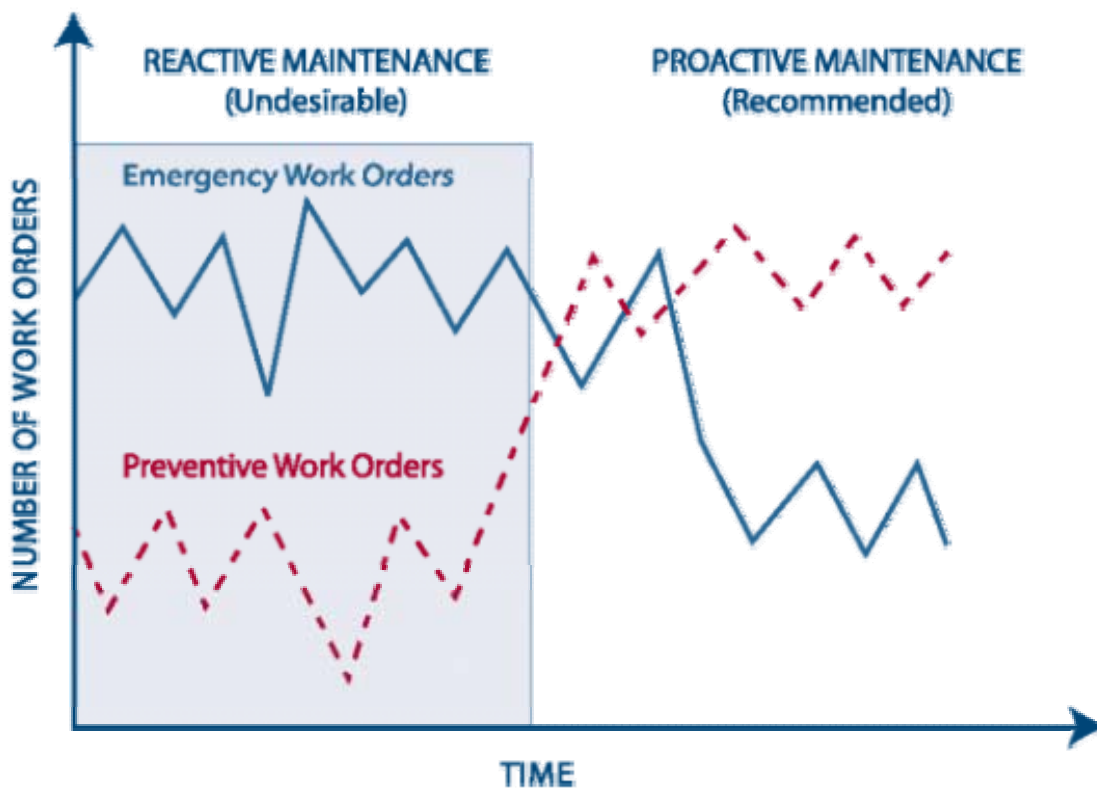 REACTIVE MAINTENANCE
(Undesirable)
PROACTIVE MAINTENANCE
(Recommended)
Emergency Work Orders
Preventive Work Orders
NUMBER OF WORK ORDERS
TIME